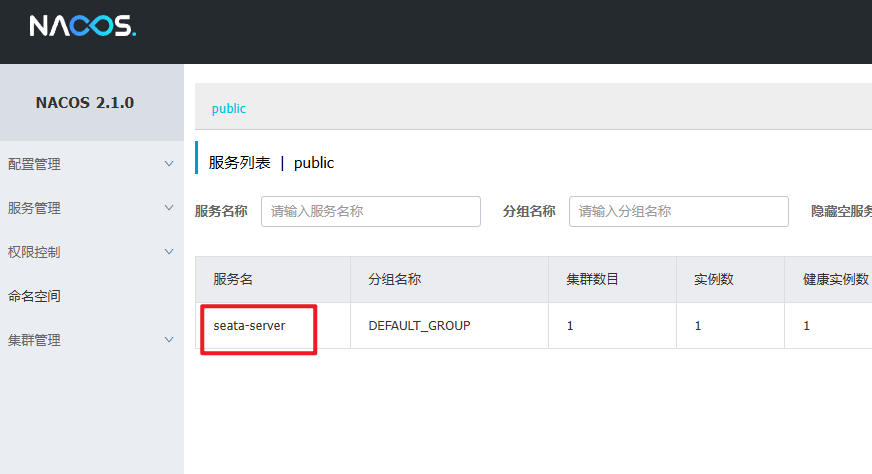 NACOS.
NACOS 2.1.0
配置管理
服务管理
权限控制
命名空间
集群管理
public
服务列表 | public
服务名称 请输入服务名称 分组名称 请输入分组名称 隐藏空服务
服务名 分组名称 集群数目 实例数 健康实例数
seata-server DEFAULT_GROUP 1 1 1